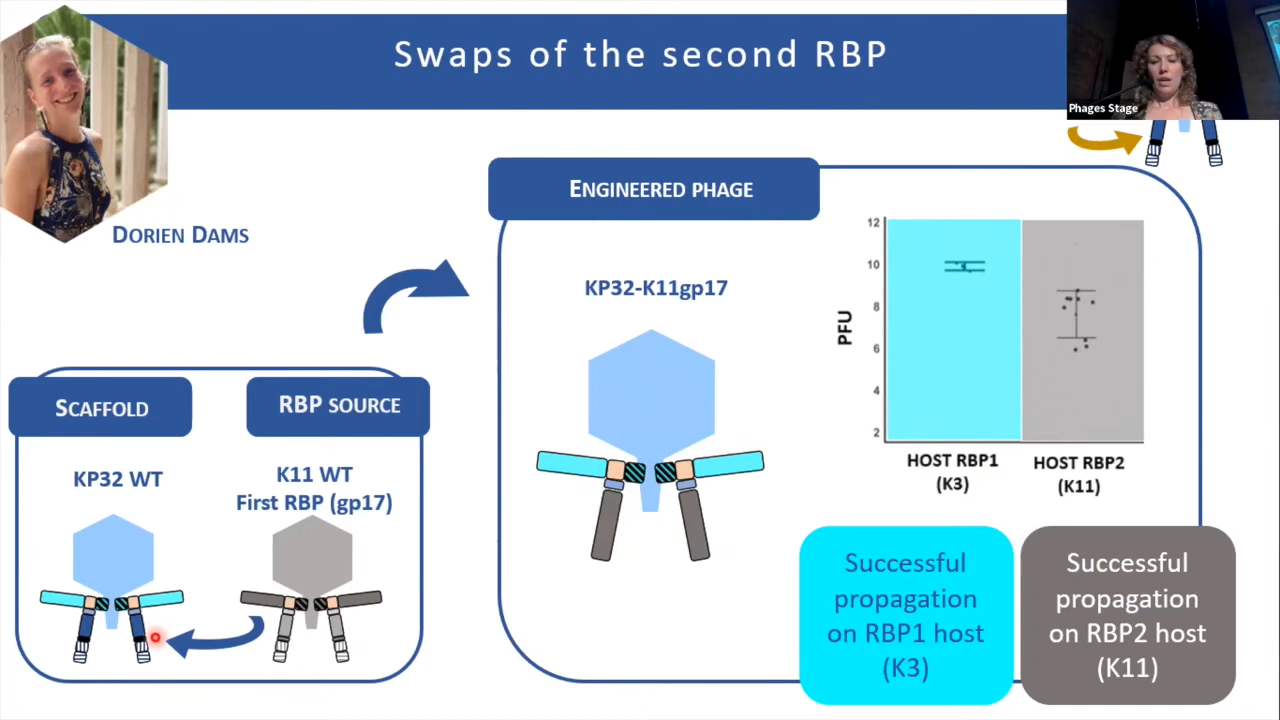 Swaps of the second RBP
Phages Stage
DORIEN DAMS
SCAFFOLD
RBP SOURCE
KP32 WT
K11 WT
First RBP (gp17)
ENGINEERED PHAGE
KP32-K11gp17
PFU
12
10
8
6
4
2
HOST RBP1
(K3)
HOST RBP2
(K11)
Successful
propagation
on RBP1 host
(K3)
Successful
propagation
on RBP2 host
(K11)